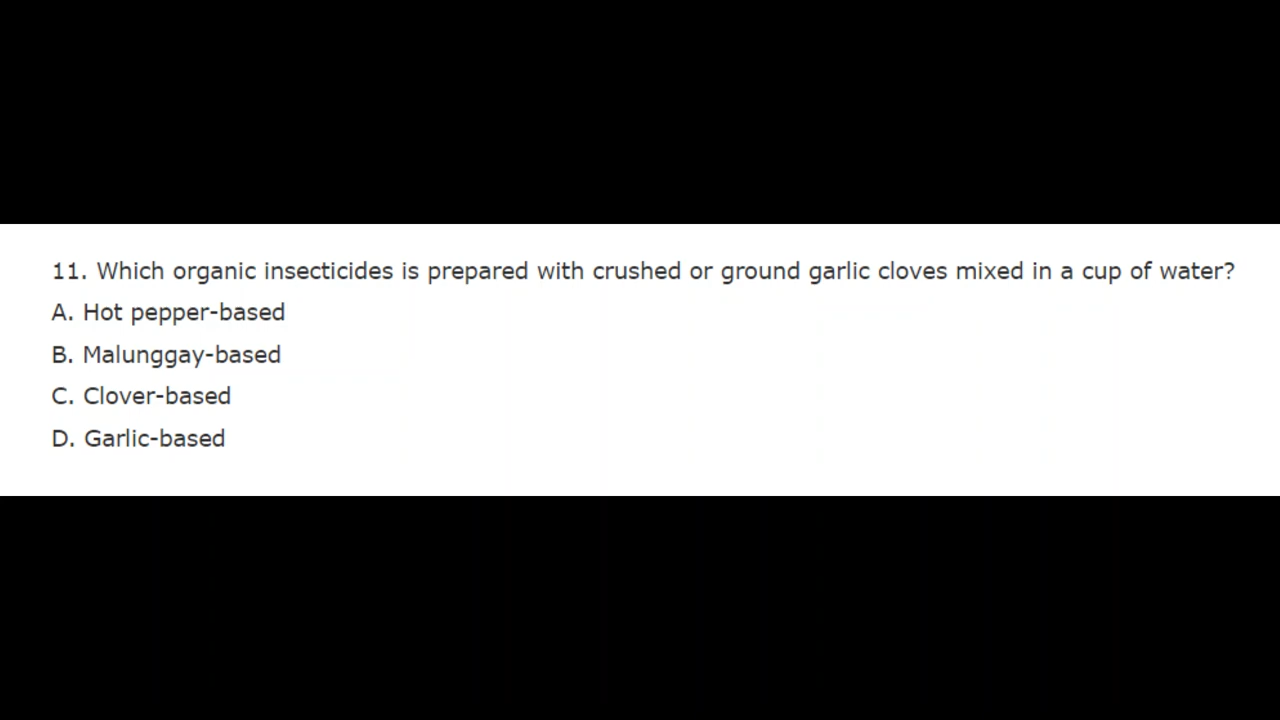 11. Which organic insecticides is prepared with crushed or ground garlic cloves mixed in a cup of water?
A. Hot pepper-based
B. Malunggay-based
C. Clover-based
D. Garlic-based